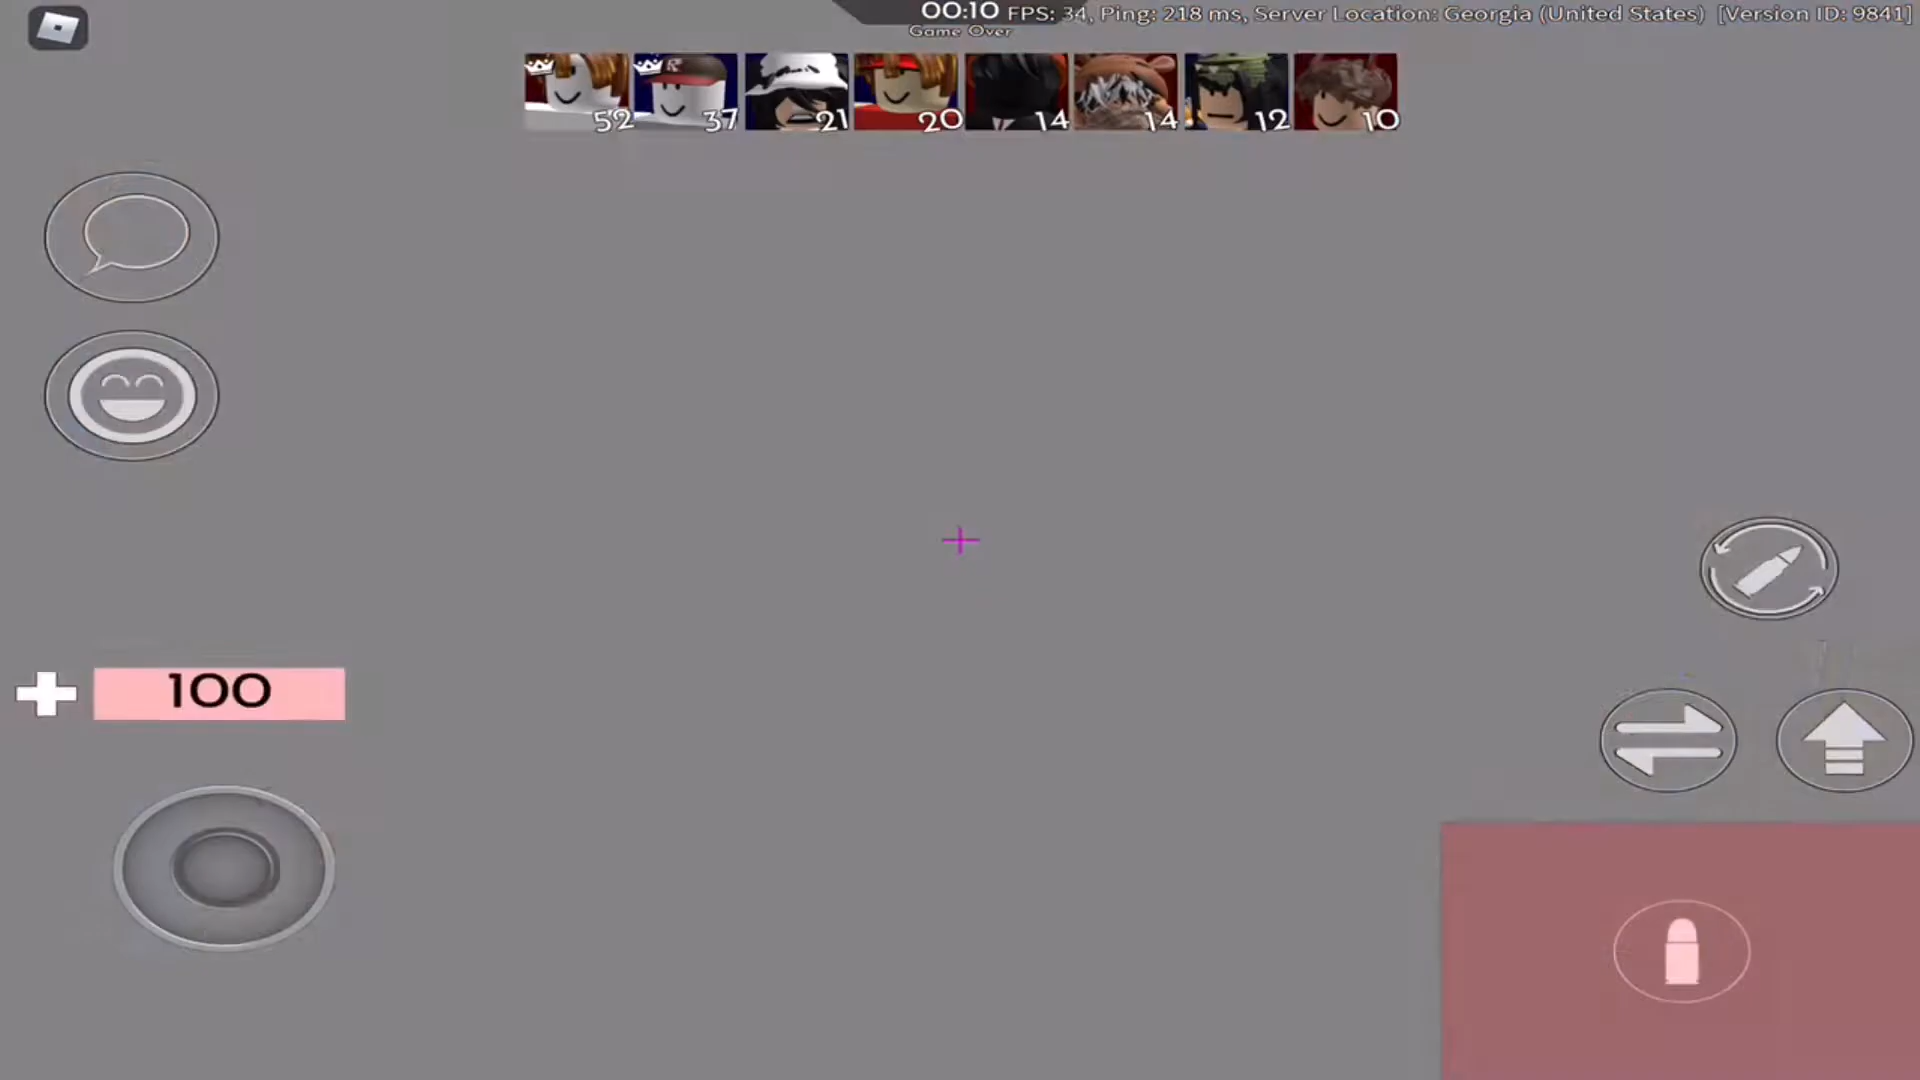 00:10 FPS: 34, Ping: 218 ms, Server Location: Georgia (United States) [Version ID: 9841]
Game Over
52 37 21 20 14 14 12 10
100